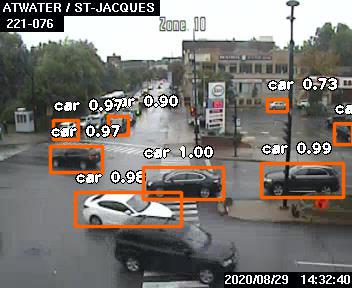 ATWATER / ST-JACQUES
221-076
Zone 10
car 0.73
car 0.97
car 0.90
car
car 0.97
car 1.00
car 0.99
car 0.98
2020/08/29 14:32:40